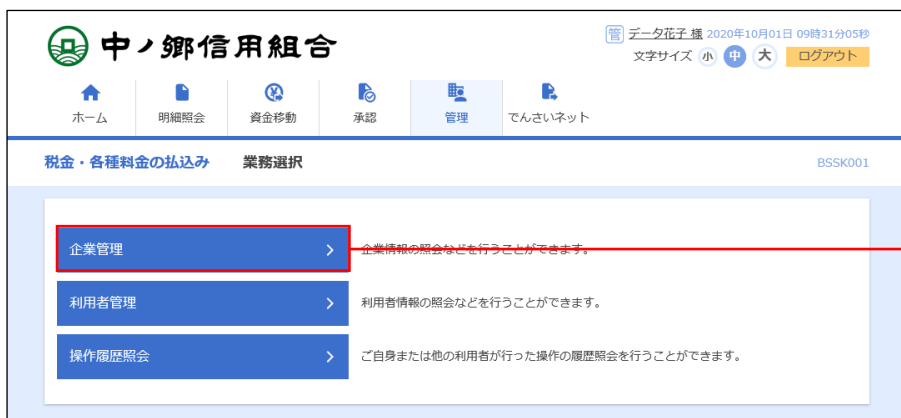 中ノ郷信用組合
管 データ花子 様 2020年10月01日 09時31分05秒
文字サイズ 小 中 大 ログアウト
ホーム 明細照会 資金移動 承認 管理 でんさいネット
税金・各種料金の払込み 業務選択 BSSK001
企業管理 企業情報の照会などを行うことができます。
利用者管理 利用者情報の照会などを行うことができます。
操作履歴照会 ご自身または他の利用者が行った操作の履歴照会を行うことができます。